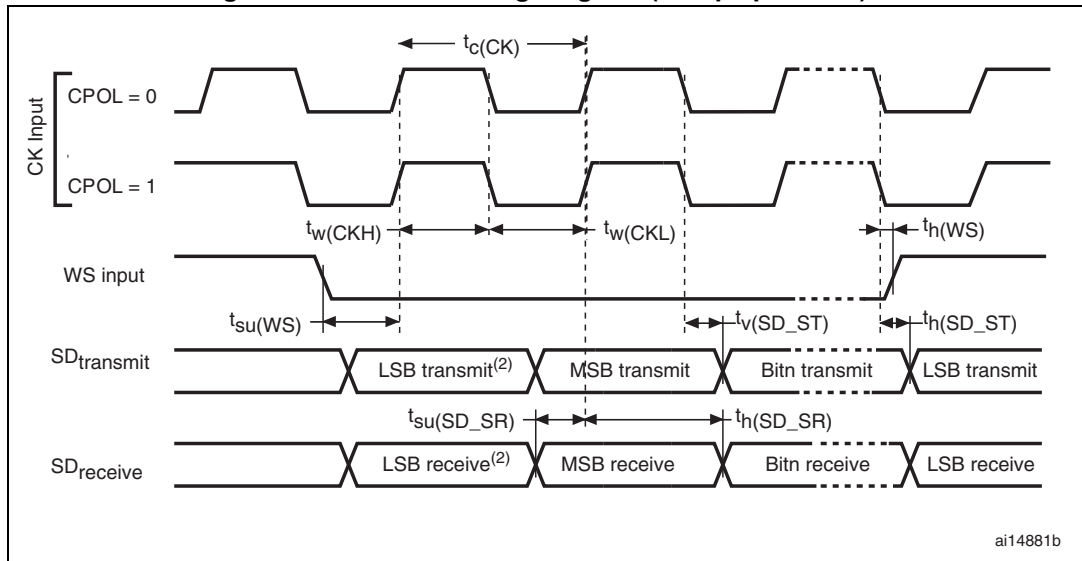 tc(CK)
CK Input
CPOL = 0
CPOL = 1
tw(CKH)
tw(CKL)
th(WS)
WS input
tsu(WS)
tv(SD_ST)
th(SD_ST)
SDtransmit
LSB transmit(2)
MSB transmit
Bitn transmit
LSB transmit
tsu(SD_SR)
th(SD_SR)
SDreceive
LSB receive(2)
MSB receive
Bitn receive
LSB receive
ai14881b